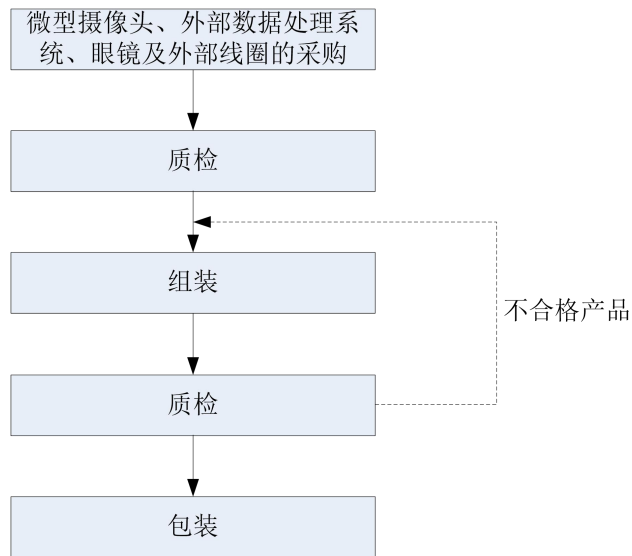 微型摄像头、外部数据处理系
统、眼镜及外部线圈的采购
质检
组装
不合格产品
质检
包装